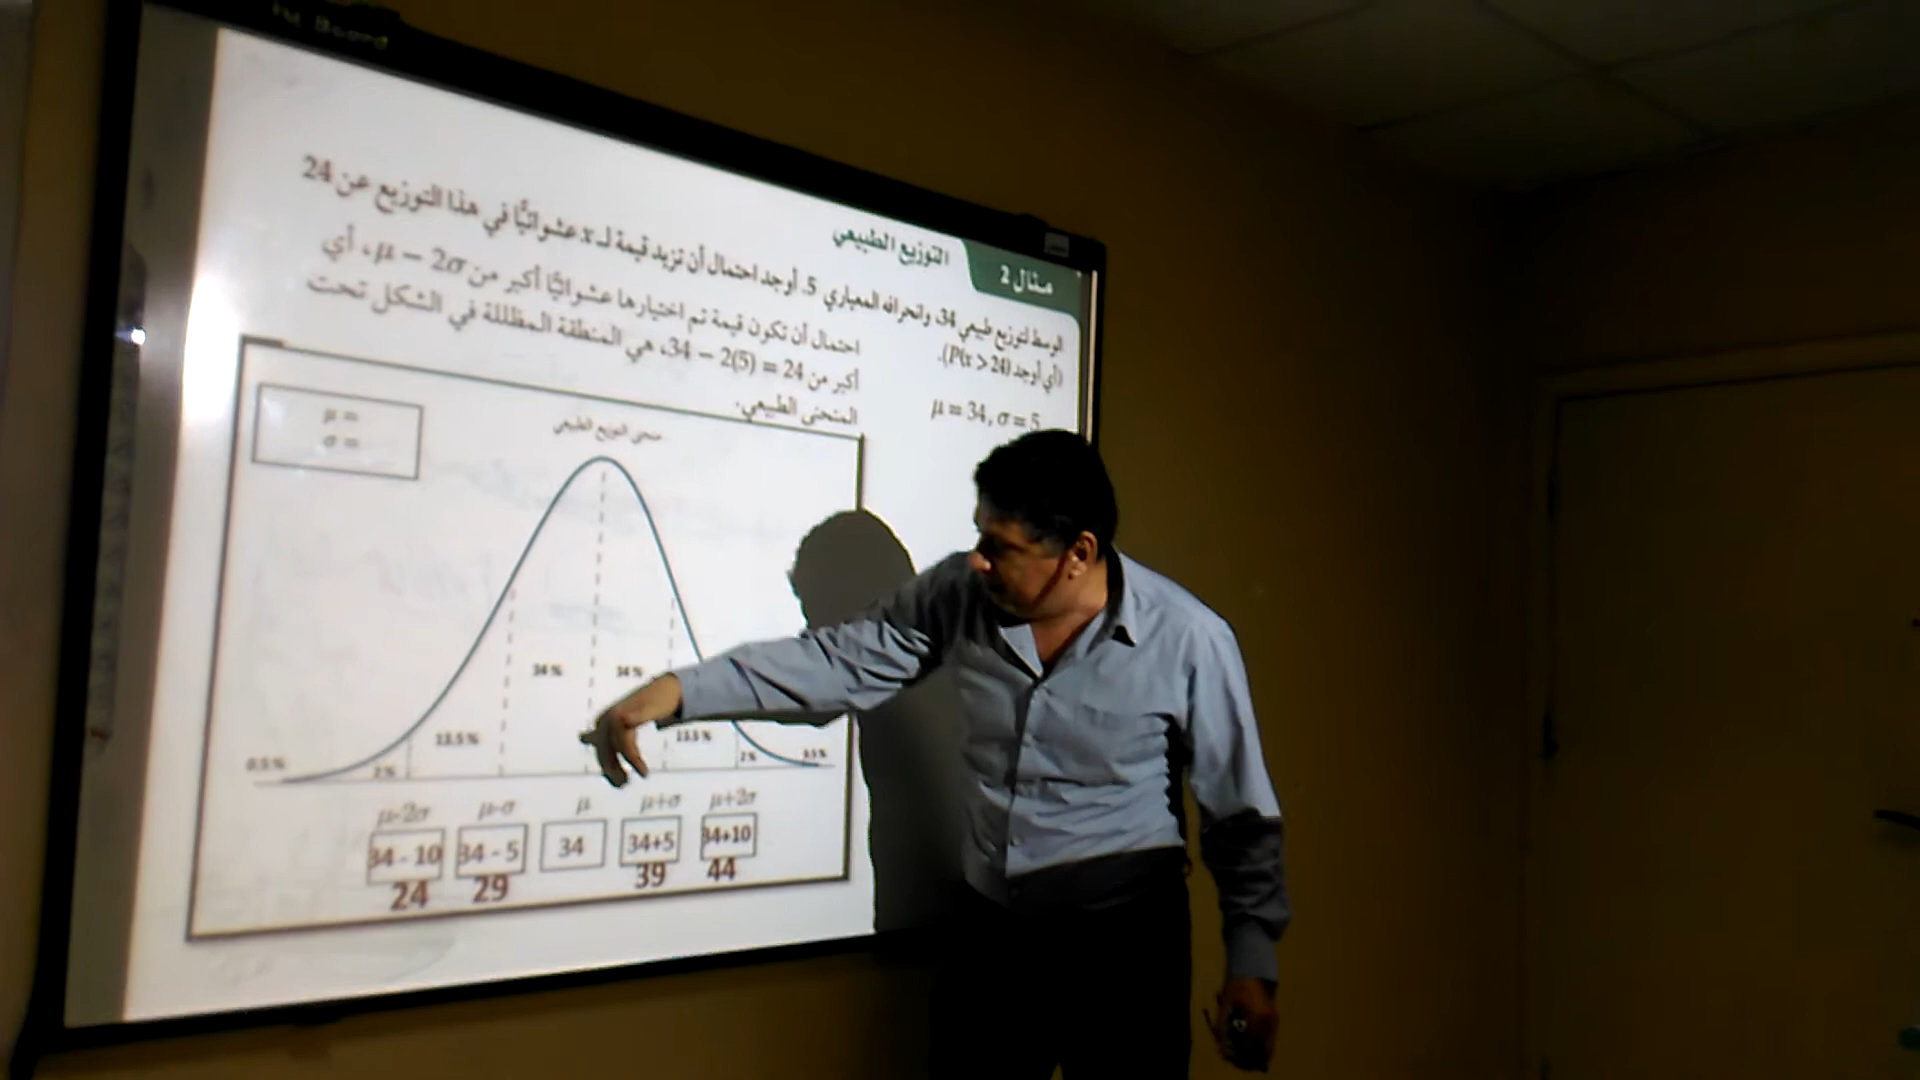 مثال 2
التوزيع الطبيعي
الوسط لتوزيع طبيعي 34، وانحرافه المعياري 5. أوجد احتمال أن تزيد قيمة لـ x عشوائيًّا في هذا التوزيع عن 24
(أي أوجد P(x > 24)).
μ = 34, σ = 5
احتمال أن تكون قيمة تم اختيارها عشوائيًّا أكبر من μ − 2σ، أي
أكبر من 24 = 34 − 2(5)، هي المنطقة المظللة في الشكل تحت
المنحنى الطبيعي.
μ =
σ =
منحنى التوزيع الطبيعي
34% 34%
13.5% 13.5%
0.5% 2% 2% 0.5%
μ-2σ μ-σ μ μ+σ μ+2σ
34 - 10 34 - 5 34 34+5 34+10
24 29 39 44